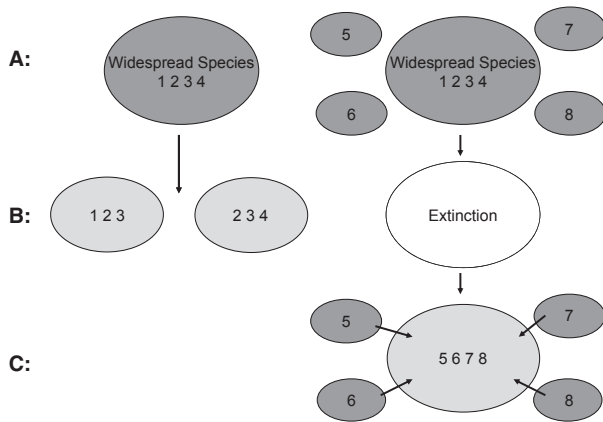 A:
Widespread Species
1 2 3 4
5
7
Widespread Species
1 2 3 4
6
8
B:
1 2 3
2 3 4
Extinction
C:
5
7
5 6 7 8
6
8